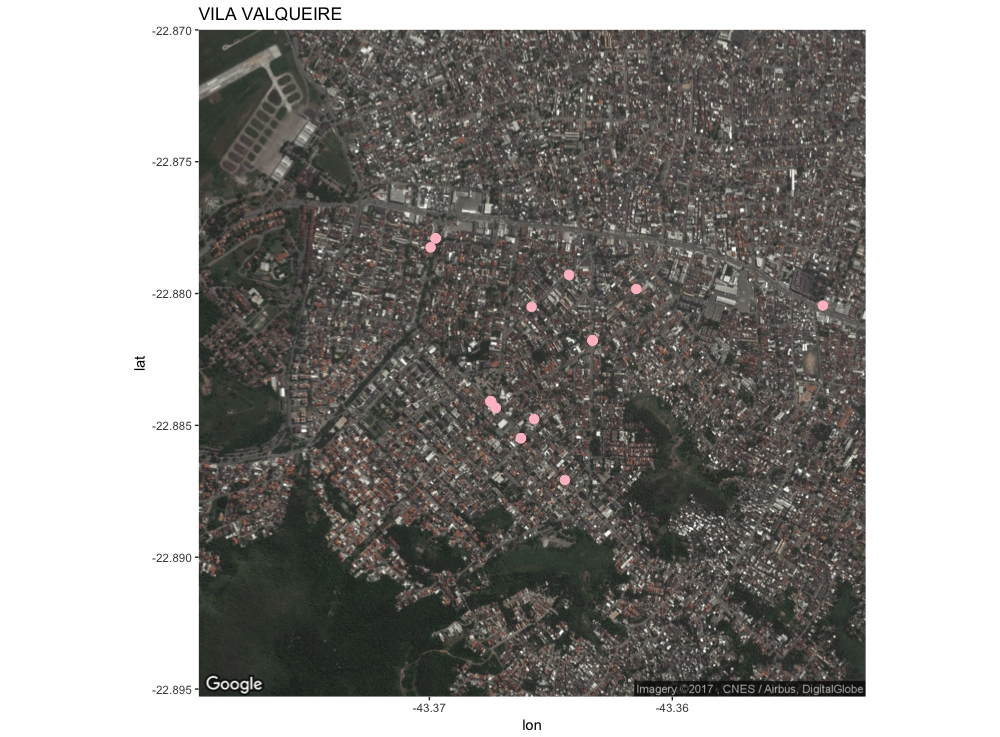 VILA VALQUEIRE
-22.870
-22.875
-22.880
lat
-22.885
-22.890
-22.895
Google
Imagery ©2017 , CNES / Airbus, DigitalGlobe
-43.37
-43.36
lon